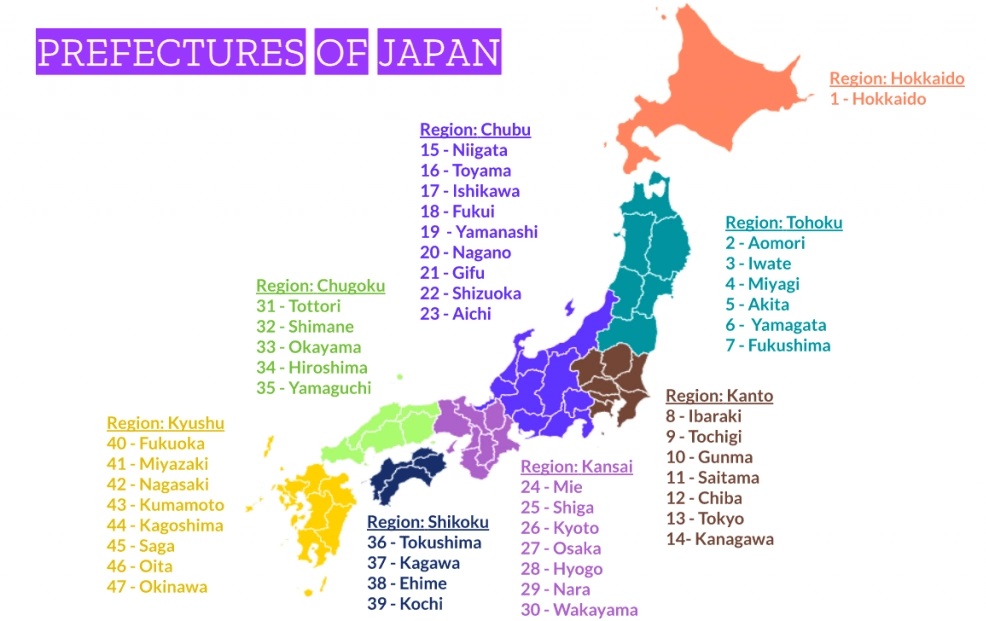 PREFECTURES OF JAPAN
Region: Hokkaido
1 - Hokkaido
Region: Chubu
15 - Niigata
16 - Toyama
17 - Ishikawa
18 - Fukui
19 - Yamanashi
20 - Nagano
21 - Gifu
22 - Shizuoka
23 - Aichi
Region: Tohoku
2 - Aomori
3 - Iwate
4 - Miyagi
5 - Akita
6 - Yamagata
7 - Fukushima
Region: Chugoku
31 - Tottori
32 - Shimane
33 - Okayama
34 - Hiroshima
35 - Yamaguchi
Region: Kanto
8 - Ibaraki
9 - Tochigi
10 - Gunma
11 - Saitama
12 - Chiba
13 - Tokyo
14- Kanagawa
Region: Kyushu
40 - Fukuoka
41 - Miyazaki
42 - Nagasaki
43 - Kumamoto
44 - Kagoshima
45 - Saga
46 - Oita
47 - Okinawa
Region: Shikoku
36 - Tokushima
37 - Kagawa
38 - Ehime
39 - Kochi
Region: Kansai
24 - Mie
25 - Shiga
26 - Kyoto
27 - Osaka
28 - Hyogo
29 - Nara
30 - Wakayama